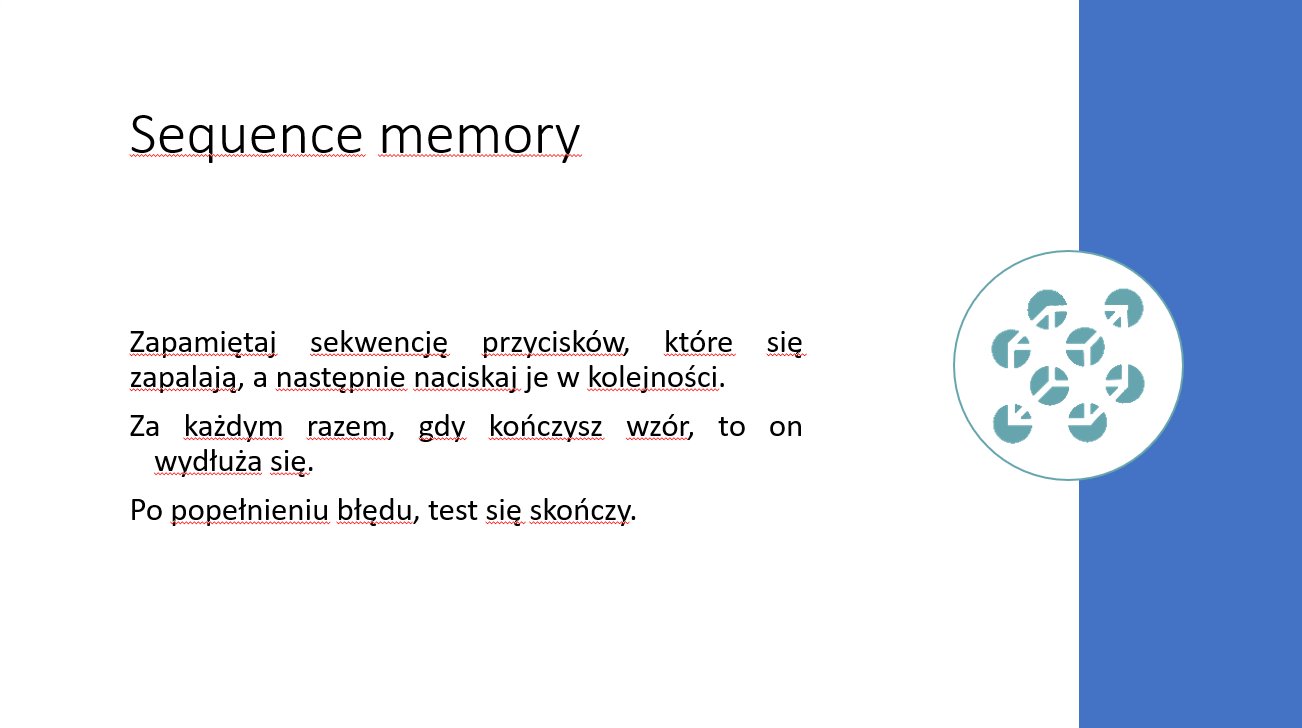 Sequence memory
Zapamiętaj sekwencję przycisków, które się
zapalają, a następnie naciskaj je w kolejności.
Za każdym razem, gdy kończysz wzór, to on
wydłuża się.
Po popełnieniu błędu, test się skończy.